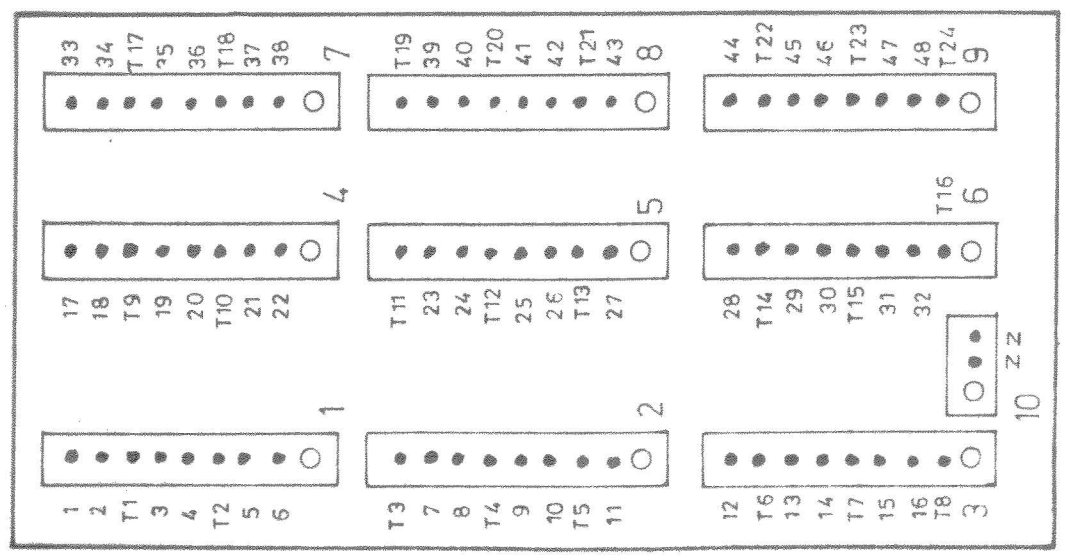 33 34 T17 35 36 T18 37 38 7
T19 39 40 T20 41 42 T21 43 8
44 T22 45 46 T23 47 48 T24 9
4
5
T16 6
17 18 T9 19 20 T10 21 22
T11 23 24 T12 25 26 T13 27
28 T14 29 30 T15 31 32
N N
10
1
2
1 2 T1 3 4 T2 5 6
T3 7 8 T4 9 10 T5 11
12 T6 13 14 T7 15 16 T8 3